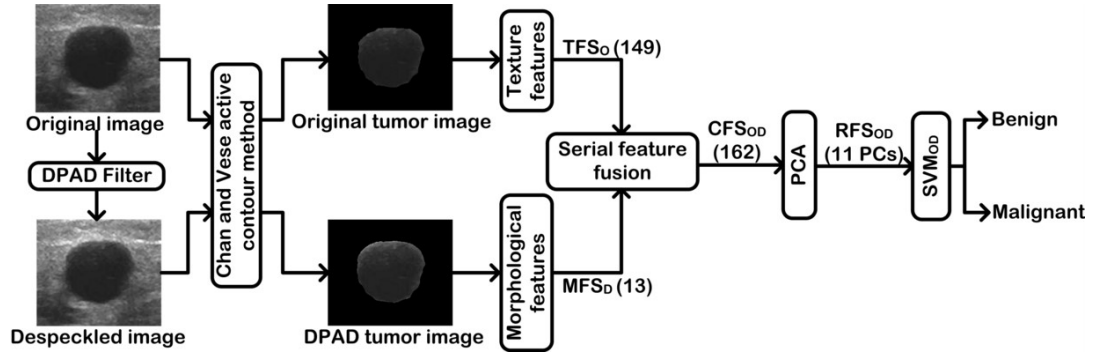 Original image
DPAD Filter
Despeckled image
Chan and Vese active
contour method
Original tumor image
DPAD tumor image
Texture
features
Morphological
features
TFSO (149)
MFSD (13)
Serial feature
fusion
CFSOD
(162)
PCA
RFSOD
(11 PCs)
SVMOD
Benign
Malignant